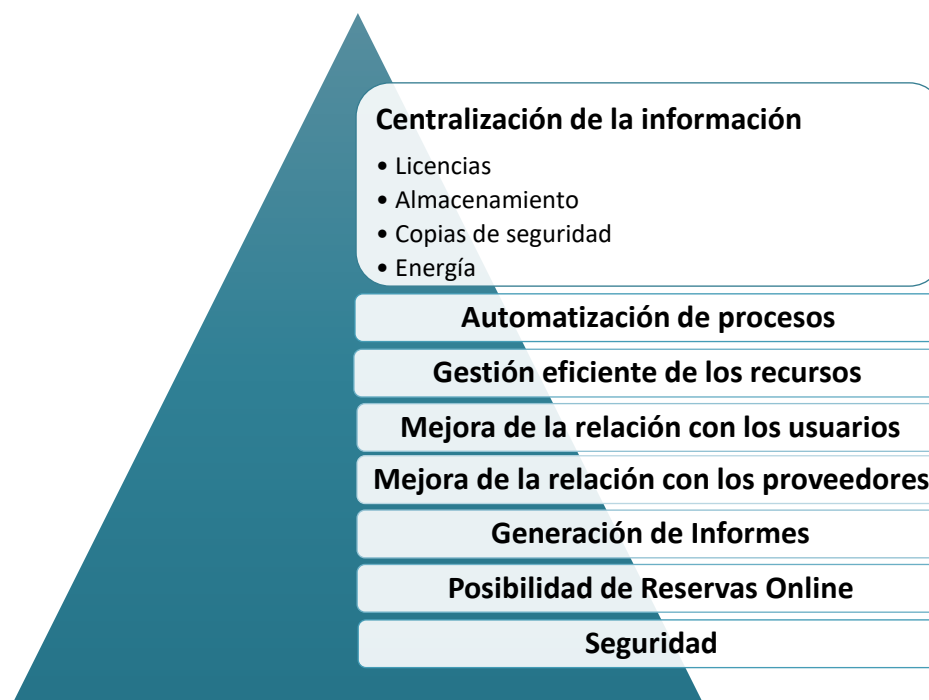 Centralización de la información
• Licencias
• Almacenamiento
• Copias de seguridad
• Energía
Automatización de procesos
Gestión eficiente de los recursos
Mejora de la relación con los usuarios
Mejora de la relación con los proveedores
Generación de Informes
Posibilidad de Reservas Online
Seguridad